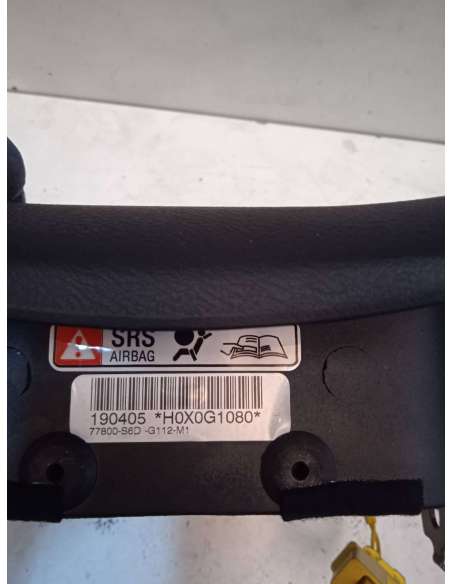 SRS
AIRBAG
190405 *H0X0G1080*
77800-S6D -G112-M1